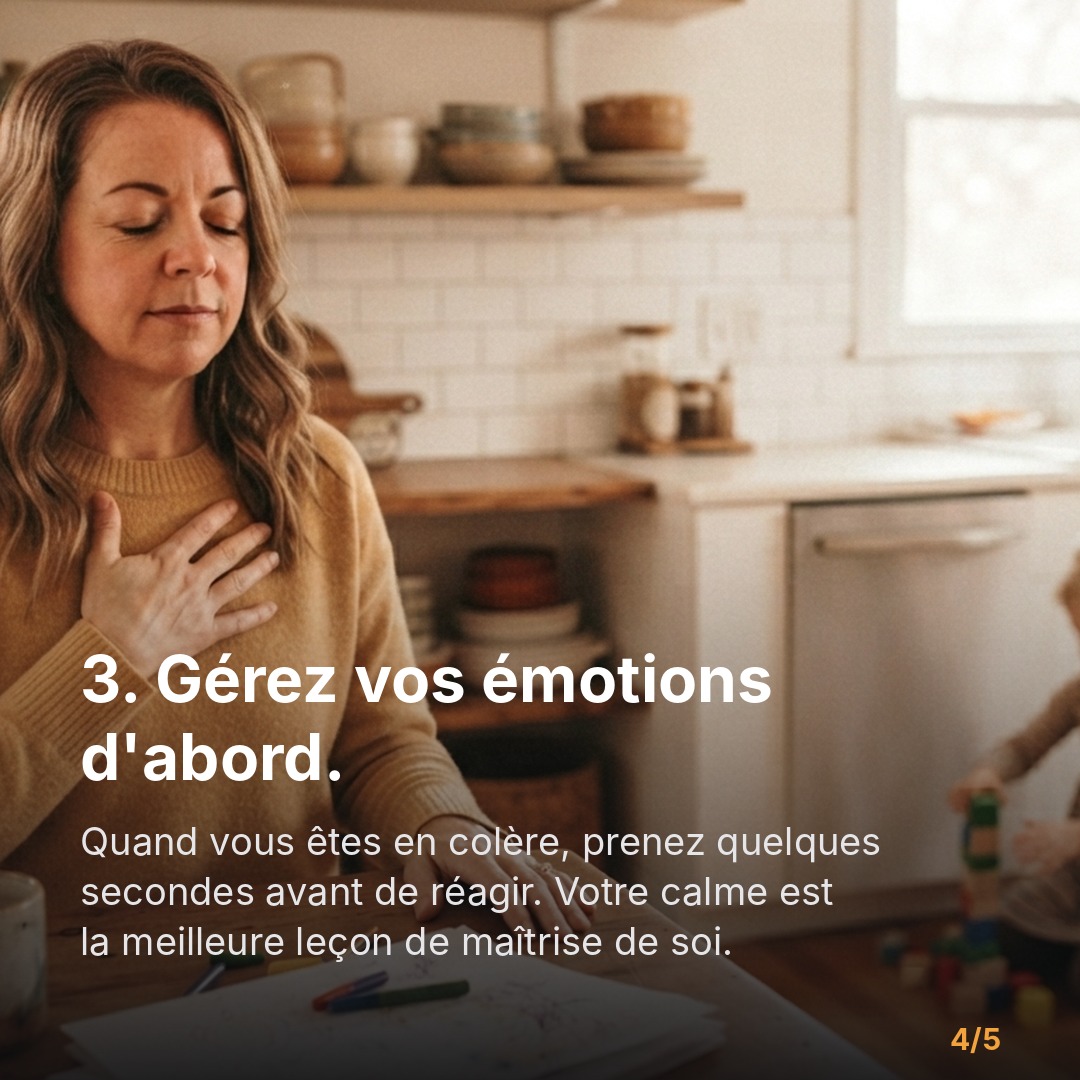 3. Gérez vos émotions
d'abord.
Quand vous êtes en colère, prenez quelques
secondes avant de réagir. Votre calme est
la meilleure leçon de maîtrise de soi.
4/5